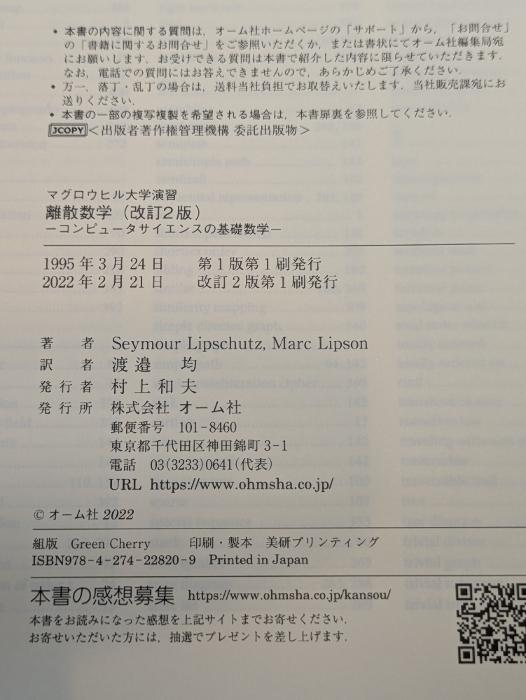 • 本書の内容に関する質問は，オーム社ホームページの「サポート」から，「お問合せ」
の「書籍に関するお問合せ」をご参照いただくか，または書状にてオーム社編集局宛
にお願いします．お受けできる質問は本書で紹介した内容に限らせていただきます．
なお，電話での質問にはお答えできませんので，あらかじめご了承ください．
• 万一，落丁・乱丁の場合は，送料当社負担でお取替えいたします．当社販売課宛にお
送りください．
• 本書の一部の複写複製を希望される場合は，本書扉裏を参照してください．
JCOPY＜出版者著作権管理機構 委託出版物＞
マグロウヒル大学演習
離散数学（改訂2版）
―コンピュータサイエンスの基礎数学―
1995 年 3 月 24 日 第 1 版第 1 刷発行
2022 年 2 月 21 日 改訂 2 版第 1 刷発行
著 者 Seymour Lipschutz, Marc Lipson
訳 者 渡邉 均
発行者 村上和夫
発行所 株式会社 オーム社
郵便番号 101-8460
東京都千代田区神田錦町 3-1
電話 03(3233)0641(代表)
URL https://www.ohmsha.co.jp/
© オーム社 2022
組版 Green Cherry 印刷・製本 美研プリンティング
ISBN978-4-274-22820-9 Printed in Japan
本書の感想募集 https://www.ohmsha.co.jp/kansou/
本書をお読みになった感想を上記サイトまでお寄せください．
お寄せいただいた方には，抽選でプレゼントを差し上げます．